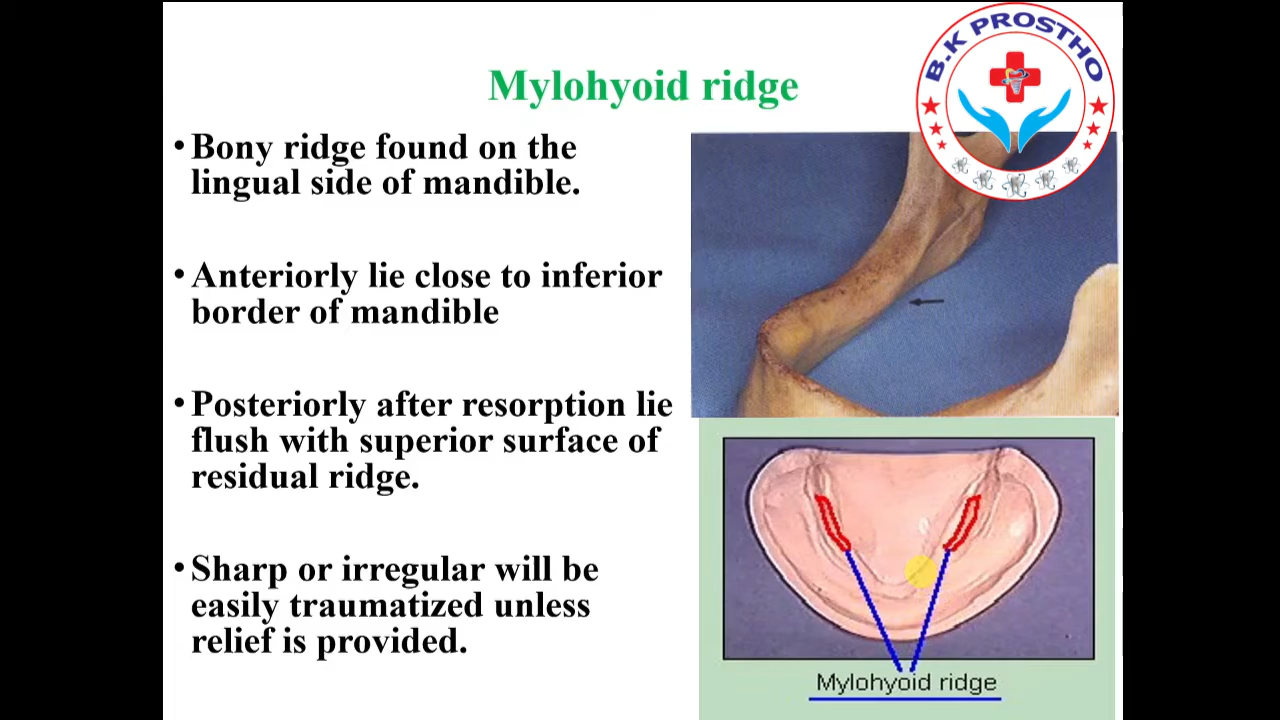 B.K PROSTHO
Mylohyoid ridge
• Bony ridge found on the
lingual side of mandible.
• Anteriorly lie close to inferior
border of mandible
• Posteriorly after resorption lie
flush with superior surface of
residual ridge.
• Sharp or irregular will be
easily traumatized unless
relief is provided.
Mylohyoid ridge